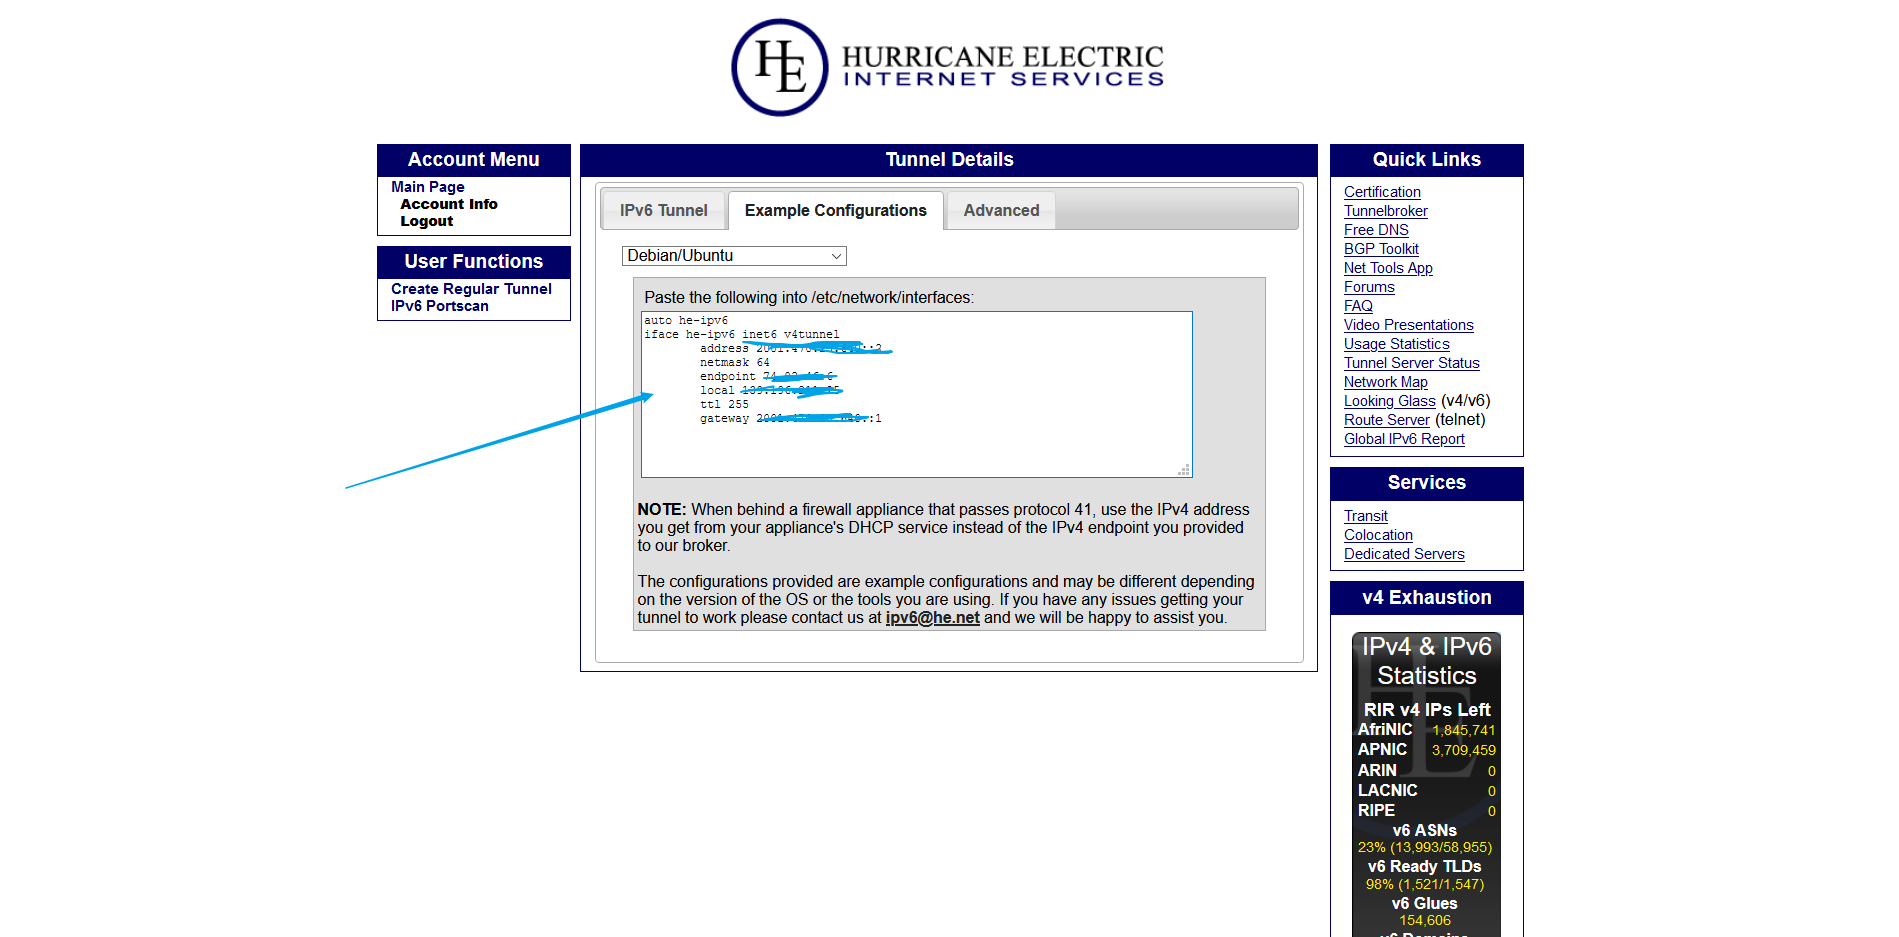 HE
HURRICANE ELECTRIC
INTERNET SERVICES
Account Menu
Main Page
Account Info
Logout
User Functions
Create Regular Tunnel
IPv6 Portscan
Tunnel Details
IPv6 Tunnel
Example Configurations
Advanced
Debian/Ubuntu
Paste the following into /etc/network/interfaces:
auto he-ipv6
iface he-ipv6 inet6 v4tunnel
address
netmask 64
endpoint
local
ttl 255
gateway ::1
NOTE: When behind a firewall appliance that passes protocol 41, use the IPv4 address
you get from your appliance's DHCP service instead of the IPv4 endpoint you provided
to our broker.
The configurations provided are example configurations and may be different depending
on the version of the OS or the tools you are using. If you have any issues getting your
tunnel to work please contact us at ipv6@he.net and we will be happy to assist you.
Quick Links
Certification
Tunnelbroker
Free DNS
BGP Toolkit
Net Tools App
Forums
FAQ
Video Presentations
Usage Statistics
Tunnel Server Status
Network Map
Looking Glass (v4/v6)
Route Server (telnet)
Global IPv6 Report
Services
Transit
Colocation
Dedicated Servers
v4 Exhaustion
IPv4 & IPv6
Statistics
RIR v4 IPs Left
AfriNIC 1,845,741
APNIC 3,709,459
ARIN 0
LACNIC 0
RIPE 0
v6 ASNs
23% (13,993/58,955)
v6 Ready TLDs
98% (1,521/1,547)
v6 Glues
154,606